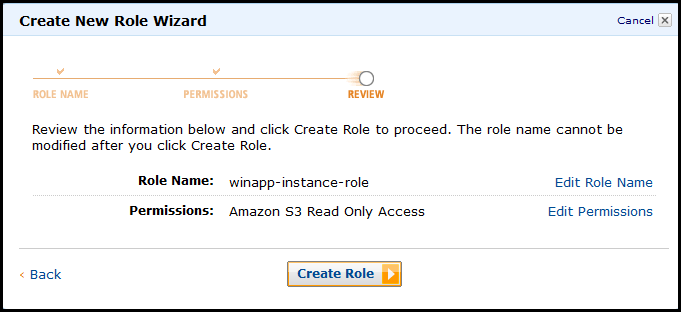 Create New Role Wizard Cancel
ROLE NAME PERMISSIONS REVIEW
Review the information below and click Create Role to proceed. The role name cannot be
modified after you click Create Role.
Role Name: winapp-instance-role Edit Role Name
Permissions: Amazon S3 Read Only Access Edit Permissions
Back Create Role